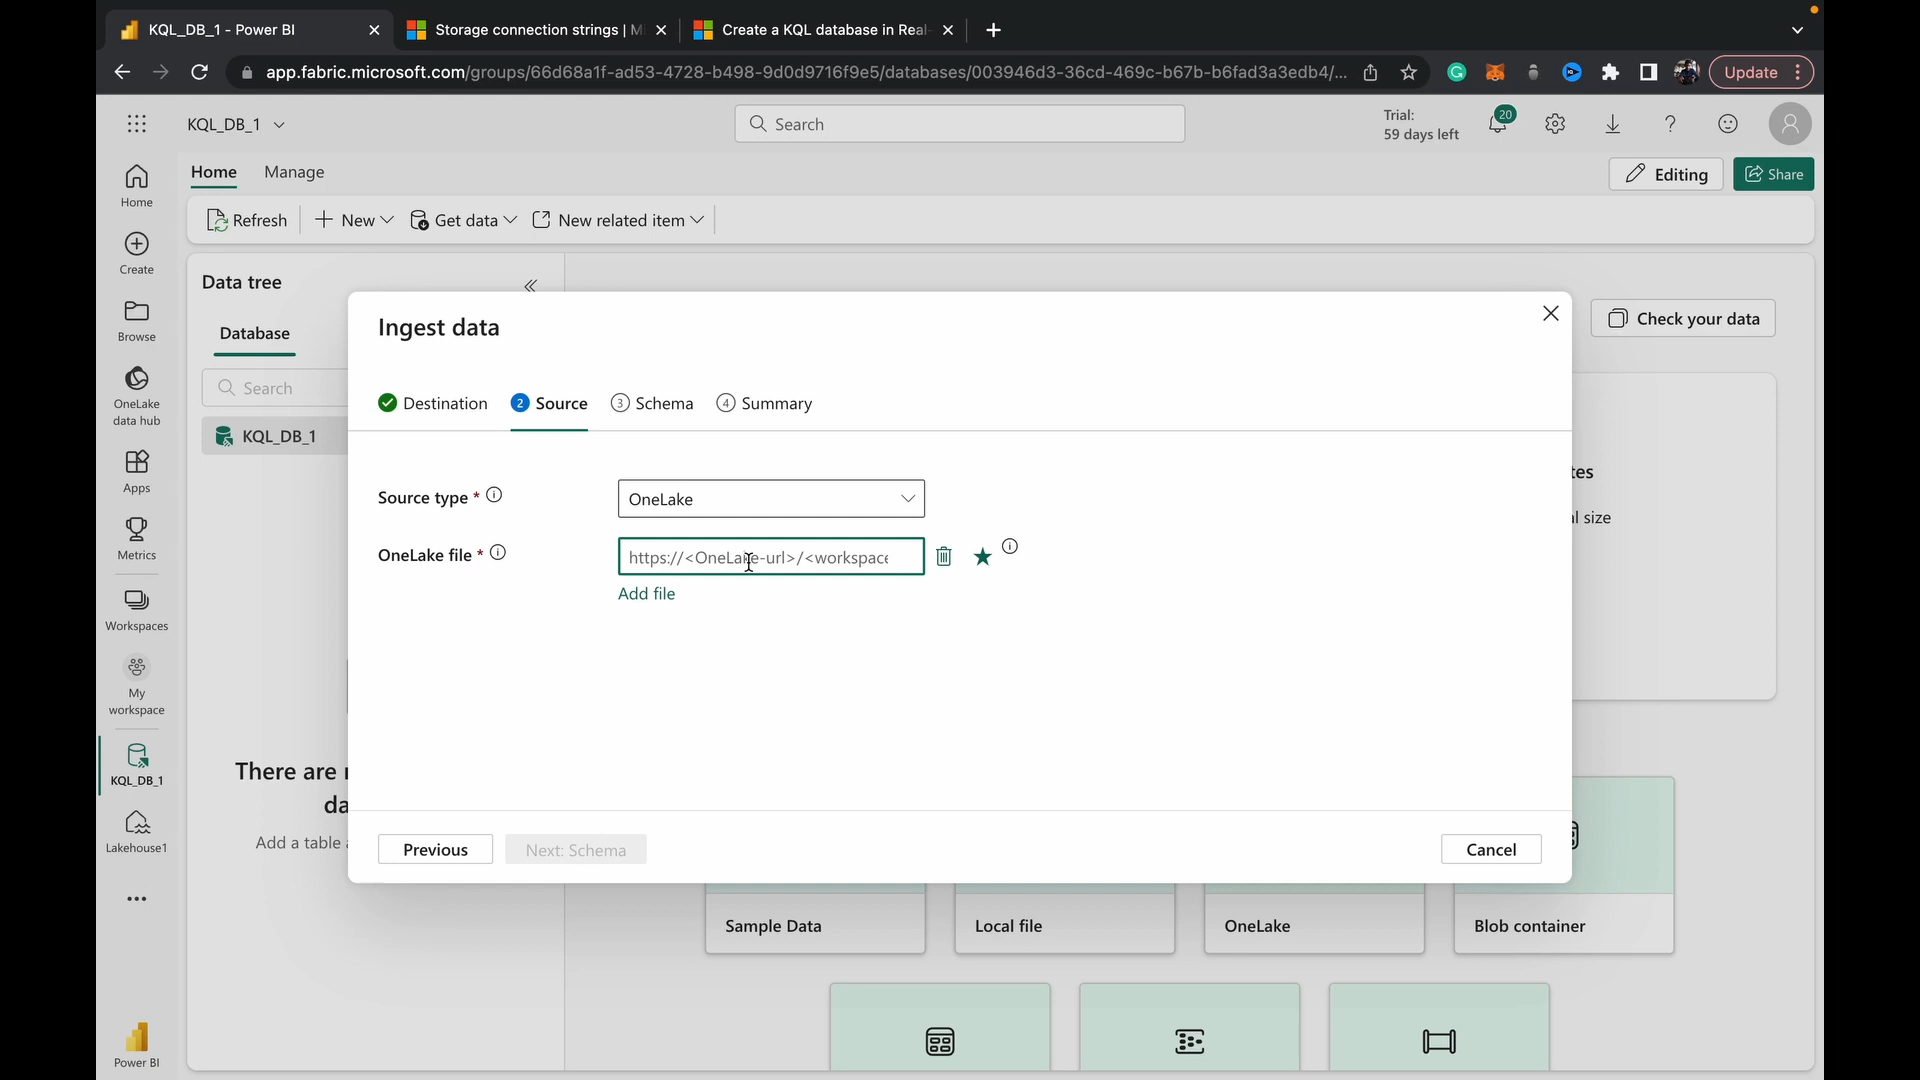 KQL_DB_1 - Power BI
Storage connection strings | M
Create a KQL database in Real-
app.fabric.microsoft.com/groups/66d68a1f-ad53-4728-b498-9d0d9716f9e5/databases/003946d3-36cd-469c-b67b-b6fad3a3edb4/...
Update
KQL_DB_1
Search
Trial:
59 days left
20
Home
Manage
Editing
Share
Refresh
New
Get data
New related item
Home
Create
Browse
OneLake
data hub
Apps
Metrics
Workspaces
My
workspace
KQL_DB_1
Lakehouse1
Power BI
Data tree
Database
Search
KQL_DB_1
There are
da
Add a table
Check your data
tes
al size
Ingest data
Destination
2 Source
3 Schema
4 Summary
Source type *
OneLake
OneLake file *
https://<OneLake-url>/<workspace
Add file
Previous
Next: Schema
Cancel
Sample Data
Local file
OneLake
Blob container